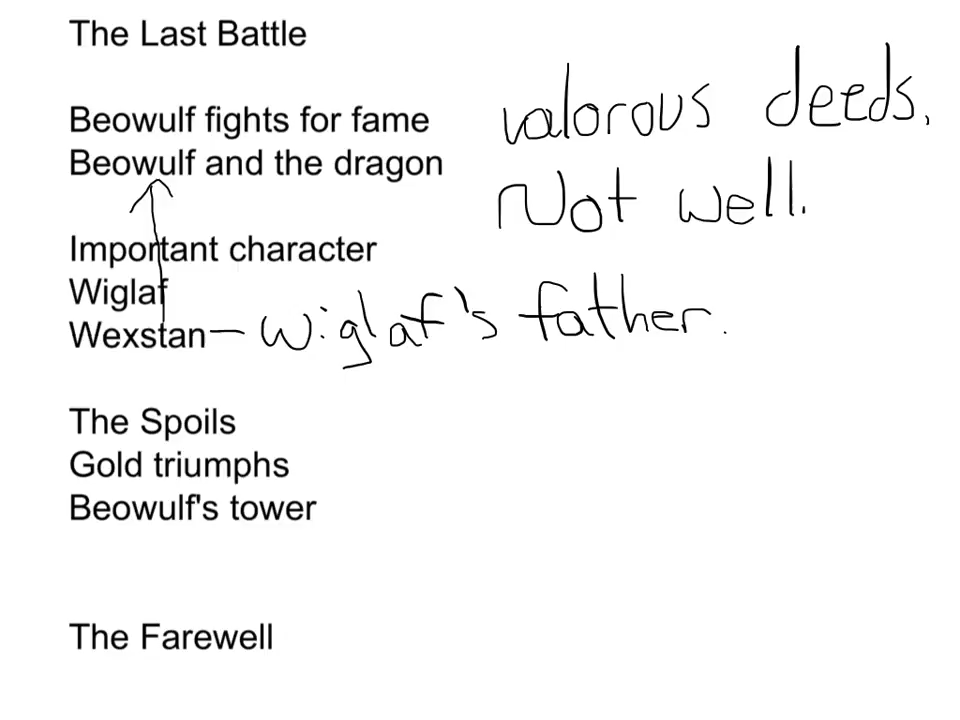 The Last Battle
Beowulf fights for fame
valorous deeds.
Beowulf and the dragon
Not well.
Important character
Wiglaf
Wexstan – Wiglaf's father.
The Spoils
Gold triumphs
Beowulf's tower
The Farewell